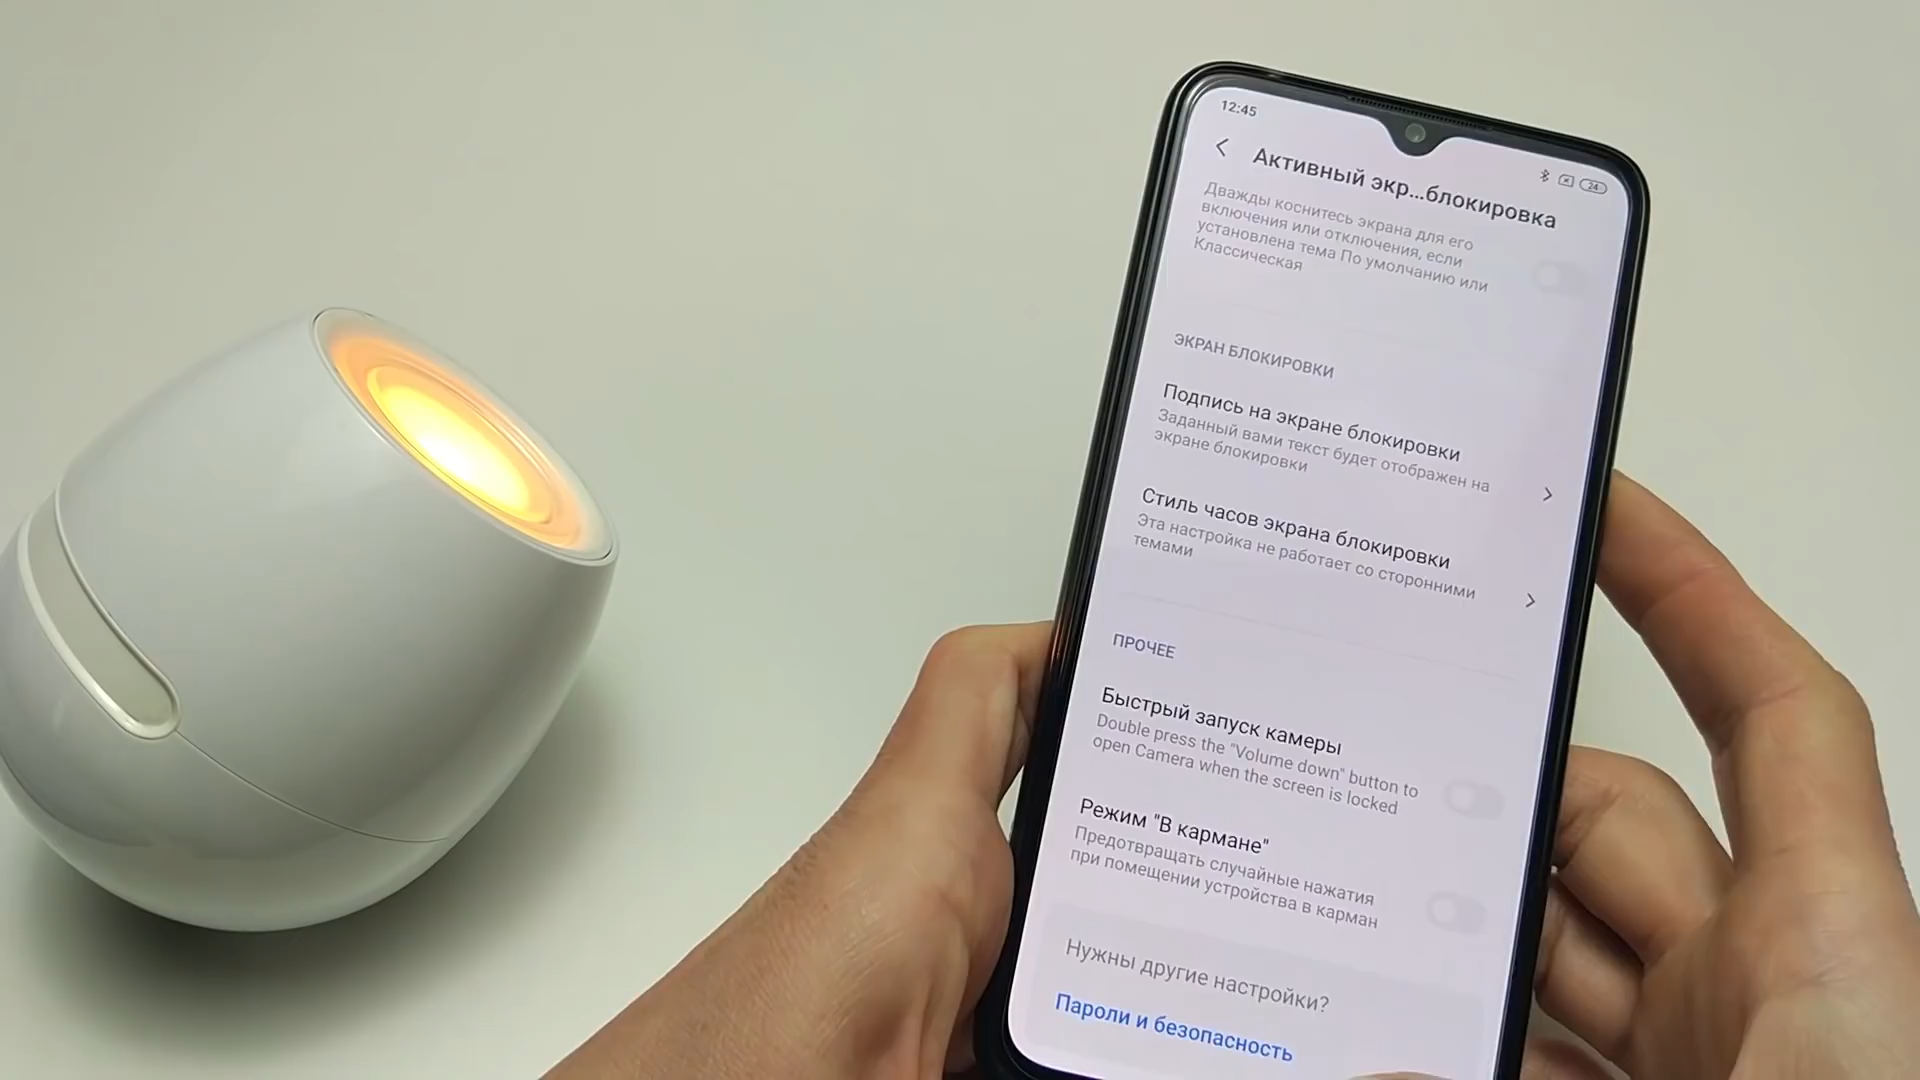 12:45
24
Активный экр...блокировка
Дважды коснитесь экрана для его
включения или отключения, если
установлена тема По умолчанию или
Классическая
ЭКРАН БЛОКИРОВКИ
Подпись на экране блокировки
Заданный вами текст будет отображен на
экране блокировки
Стиль часов экрана блокировки
Эта настройка не работает со сторонними
темами
ПРОЧЕЕ
Быстрый запуск камеры
Double press the "Volume down" button to
open Camera when the screen is locked
Режим "В кармане"
Предотвращать случайные нажатия
при помещении устройства в карман
Нужны другие настройки?
Пароли и безопасность